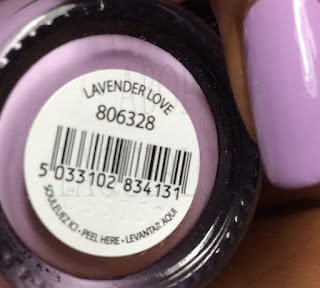 LAVENDER LOVE
806328
5 033102 834131
SOULEVEZ ICI • PEEL HERE • LEVANTAR AQUI